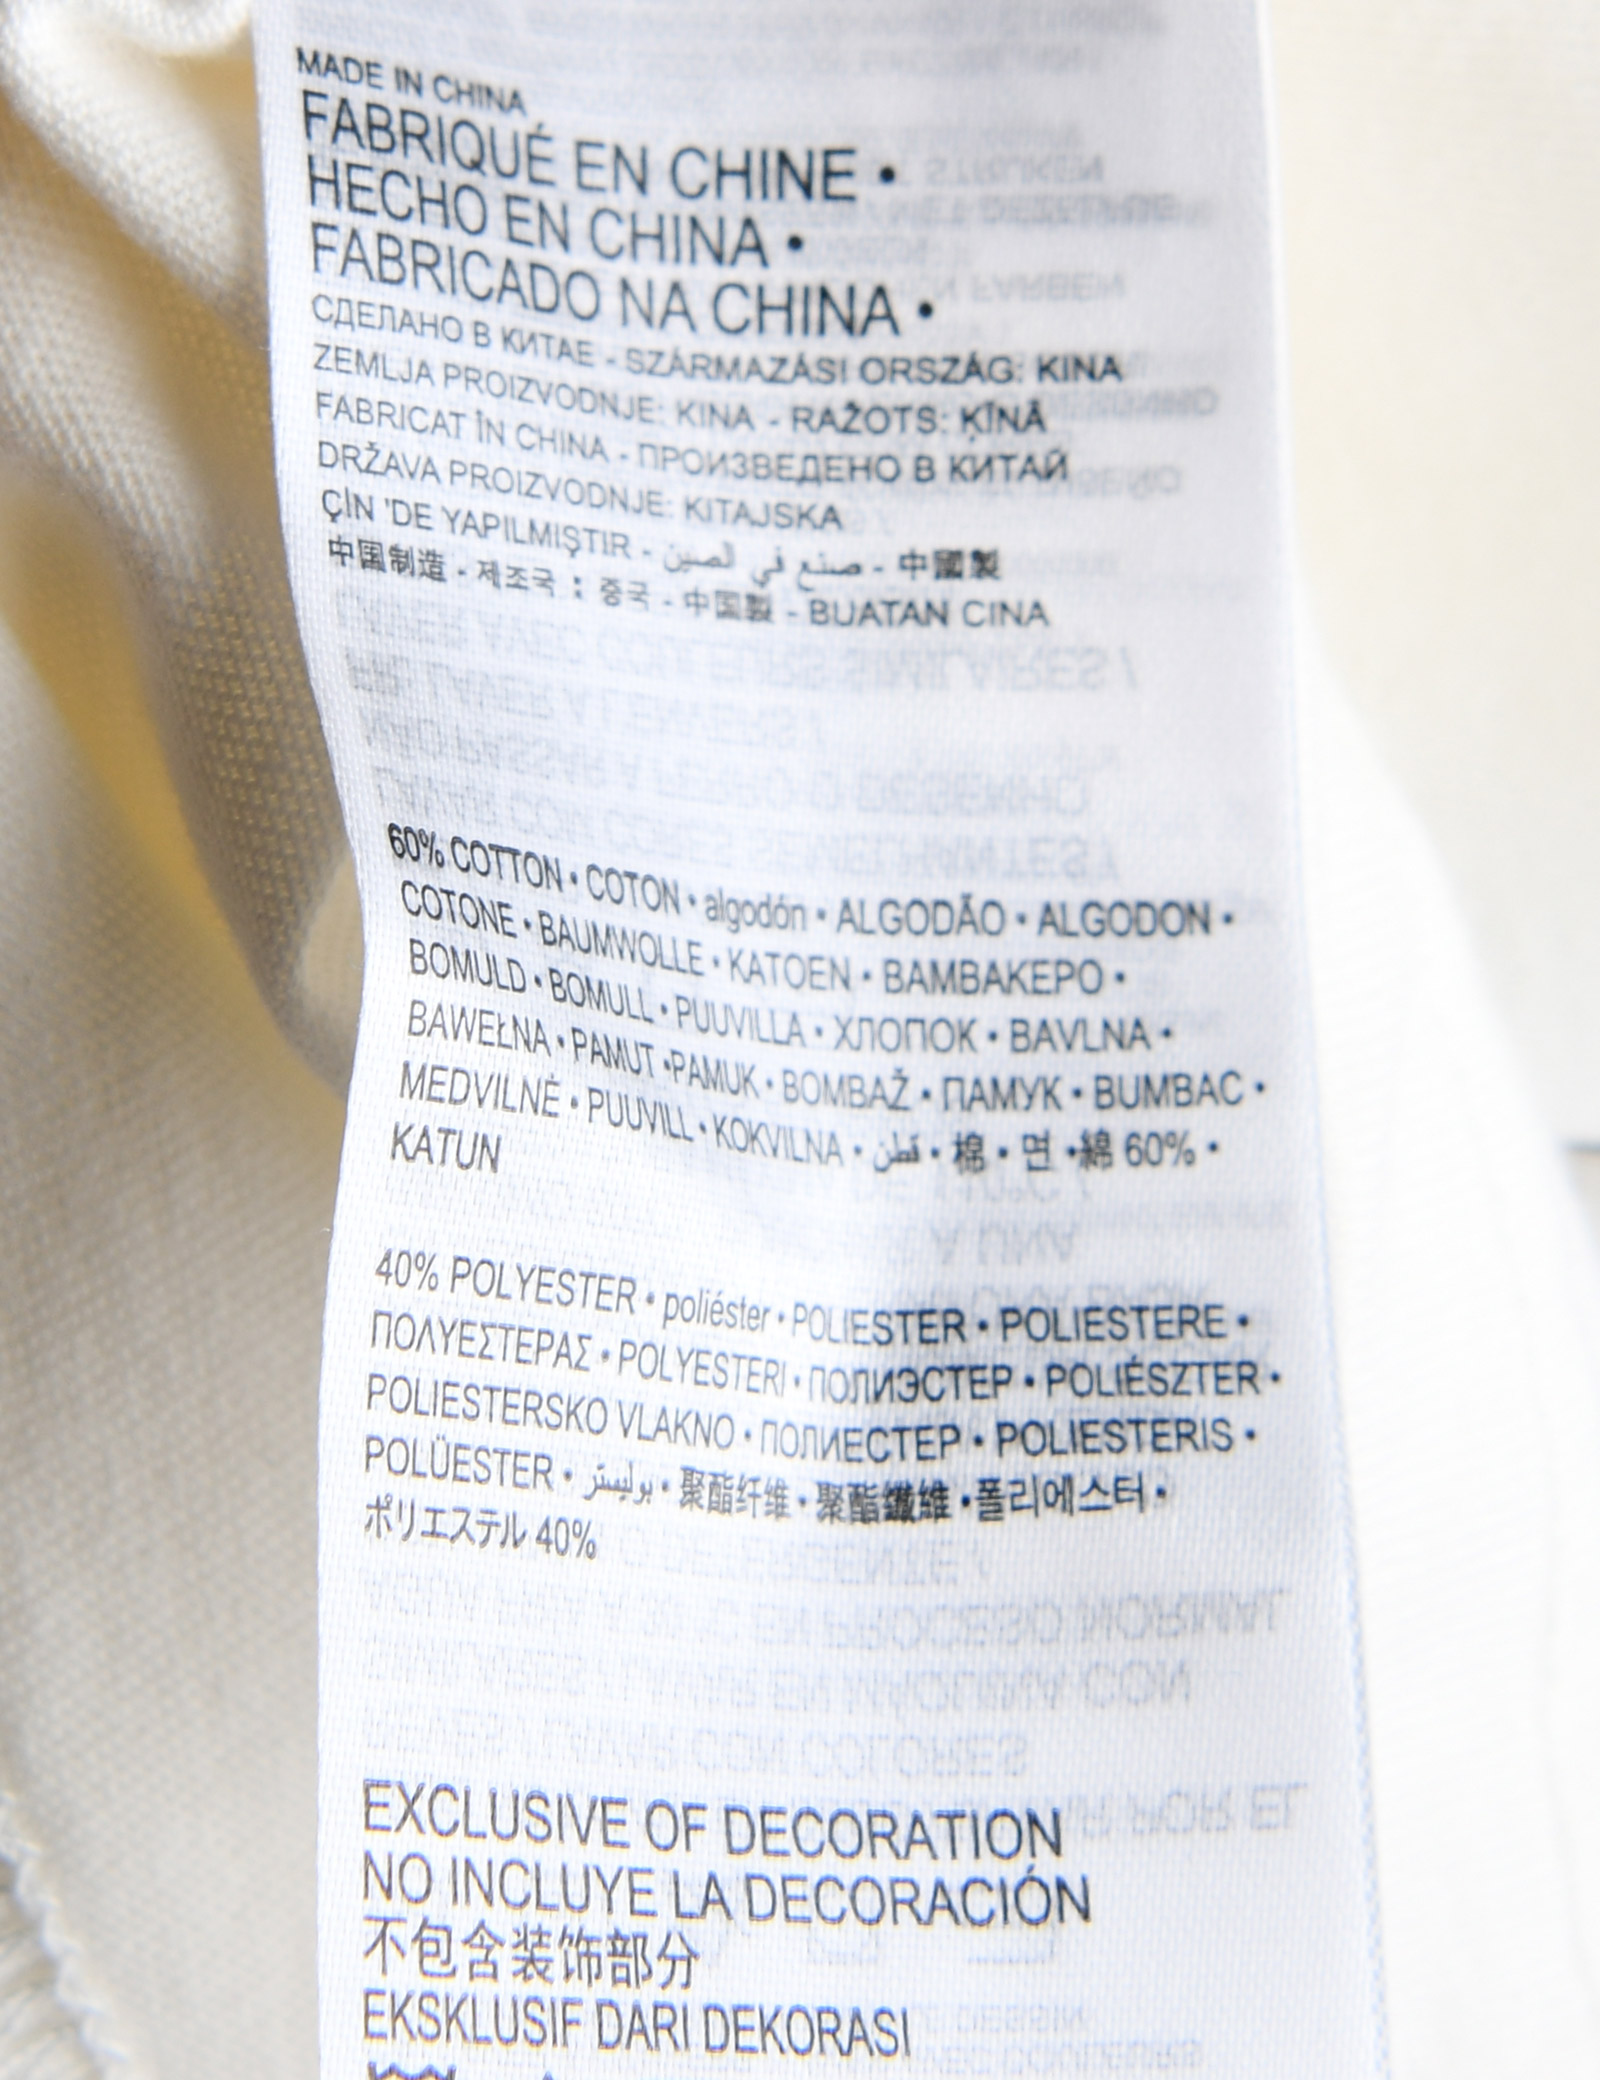 MADE IN CHINA
FABRIQUÉ EN CHINE •
HECHO EN CHINA •
FABRICADO NA CHINA •
СДЕЛАНО В КИТАЕ - SZÁRMAZÁSI ORSZÁG: KINA
ZEMLJA PROIZVODNJE: KINA - RAŽOTS: ĶĪNĀ
FABRICAT ÎN CHINA - ПРОИЗВЕДЕНО В КИТАЙ
DRŽAVA PROIZVODNJE: KITAJSKA
ÇİN 'DE YAPILMIŞTIR - صنع في الصين - 中國製
中国制造 - 제조국 : 중국 - 中国製 - BUATAN CINA
60% COTTON • COTON • algodón • ALGODÃO • ALGODON •
COTONE • BAUMWOLLE • KATOEN • ΒΑΜΒΑΚΕΡΟ •
BOMULD • BOMULL • PUUVILLA • ХЛОПОК • BAVLNA •
BAWEŁNA • PAMUT •PAMUK • BOMBAŽ • ПАМУК • BUMBAC •
MEDVILNĖ • PUUVILL • KOKVILNA • قطن • 棉 • 면 •綿 60% •
KATUN
40% POLYESTER • poliéster • POLIESTER • POLIESTERE •
ΠΟΛΥΕΣΤΕΡΑΣ • POLYESTERI • ПОЛИЭСТЕР • POLIÉSZTER •
POLIESTERSKO VLAKNO • ПОЛИЕСТЕР • POLIESTERIS •
POLÜESTER • بوليستر • 聚酯纤维 • 聚酯纖維 •폴리에스터 •
ポリエステル 40%
EXCLUSIVE OF DECORATION
NO INCLUYE LA DECORACIÓN
不包含装饰部分
EKSKLUSIF DARI DEKORASI